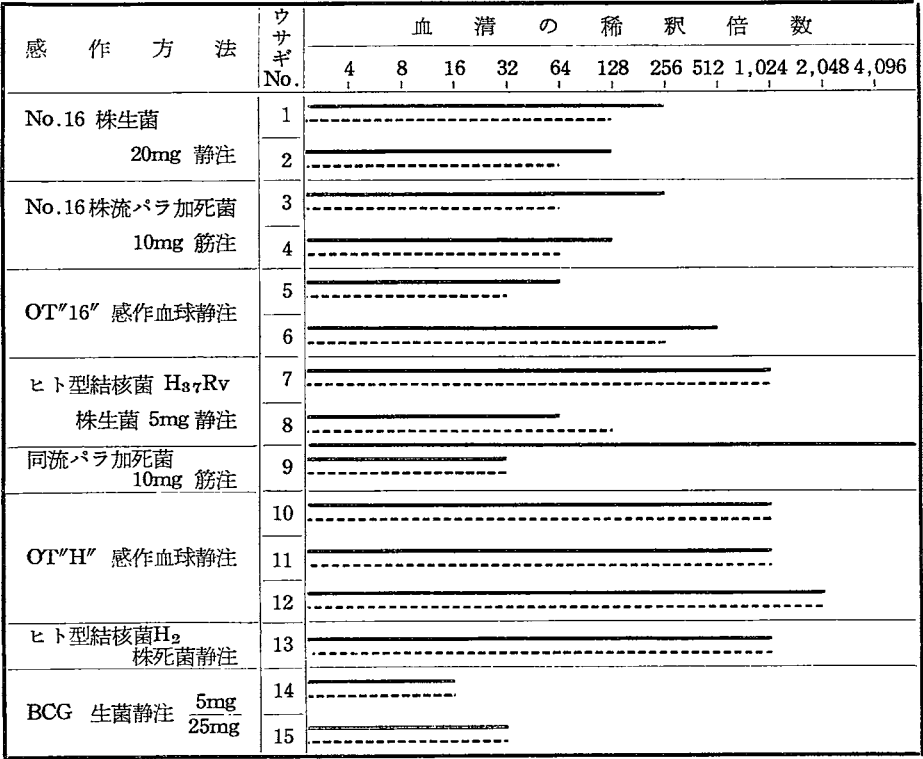 感作方法
ウサギNo.
血清の稀釈倍数
4 8 16 32 64 128 256 512 1,024 2,048 4,096
No.16 株生菌
20mg 静注
1
2
No.16株流パラ加死菌
10mg 筋注
3
4
OT"16" 感作血球静注
5
6
ヒト型結核菌 H₃₇Rv
株生菌 5mg 静注
7
8
同流パラ加死菌
10mg 筋注
9
OT"H" 感作血球静注
10
11
12
ヒト型結核菌H₂
株死菌静注
13
BCG 生菌静注 5mg
25mg
14
15